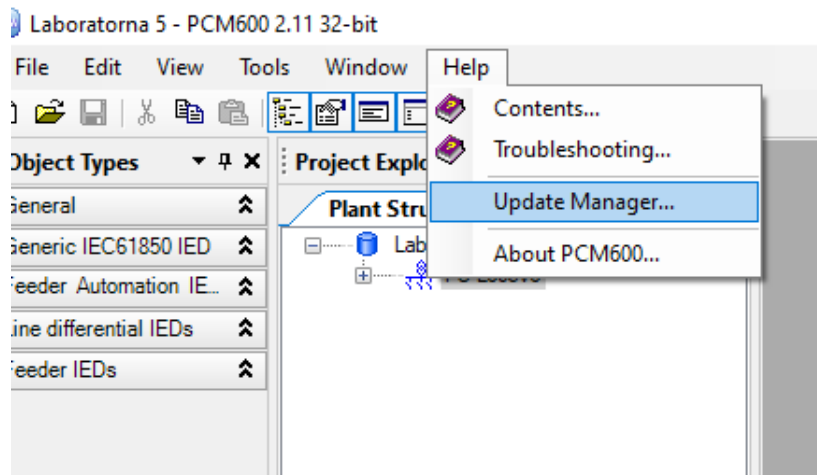 Laboratorna 5 - PCM600 2.11 32-bit
File Edit View Tools Window Help
Contents...
Troubleshooting...
Update Manager...
About PCM600...
Object Types
Project Explo
Plant Stru
General
Generic IEC61850 IED
Feeder Automation IE...
Line differential IEDs
Feeder IEDs
Lab